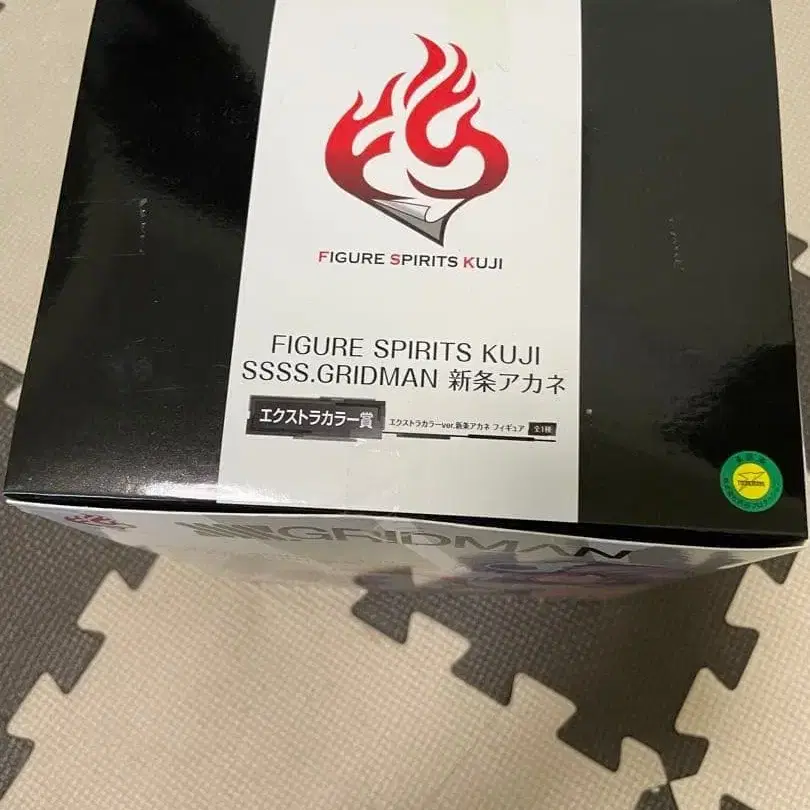 FIGURE SPIRITS KUJI
FIGURE SPIRITS KUJI
SSSS.GRIDMAN 新条アカネ
エクストラカラー賞
エクストラカラーver.新条アカネ フィギュア 全1種
GRIDMAN